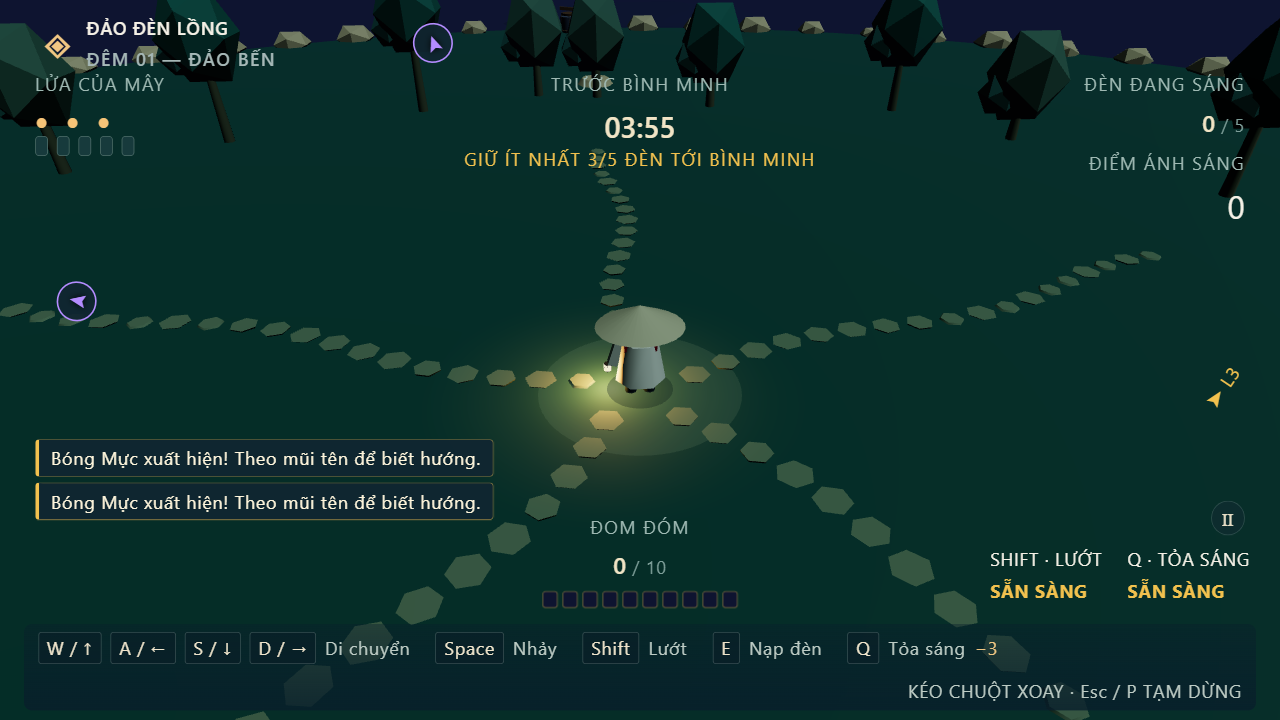 ĐẢO ĐÈN LỒNG
ĐÊM 01 — ĐẢO BẾN
LỬA CỦA MÂY
TRƯỚC BÌNH MINH
03:55
GIỮ ÍT NHẤT 3/5 ĐÈN TỚI BÌNH MINH
ĐÈN ĐANG SÁNG
0 / 5
ĐIỂM ÁNH SÁNG
0
L3
Bóng Mực xuất hiện! Theo mũi tên để biết hướng.
Bóng Mực xuất hiện! Theo mũi tên để biết hướng.
ĐOM ĐÓM
0 / 10
SHIFT · LƯỚT Q · TỎA SÁNG
SẴN SÀNG SẴN SÀNG
W / ↑ A / ← S / ↓ D / → Di chuyển Space Nhảy Shift Lướt E Nạp đèn Q Tỏa sáng −3
KÉO CHUỘT XOAY · Esc / P TẠM DỪNG